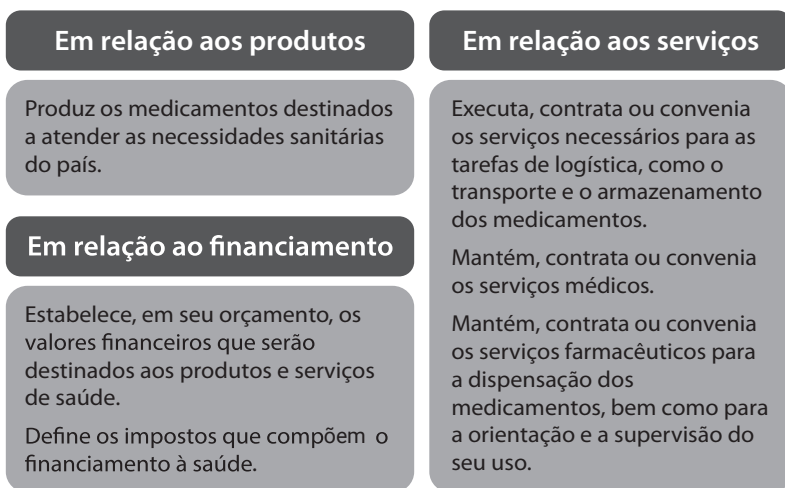 Em relação aos produtos
Produz os medicamentos destinados
a atender as necessidades sanitárias
do país.
Em relação ao financiamento
Estabelece, em seu orçamento, os
valores financeiros que serão
destinados aos produtos e serviços
de saúde.
Define os impostos que compõem o
financiamento à saúde.
Em relação aos serviços
Executa, contrata ou convenia
os serviços necessários para as
tarefas de logística, como o
transporte e o armazenamento
dos medicamentos.
Mantém, contrata ou convenia
os serviços médicos.
Mantém, contrata ou convenia
os serviços farmacêuticos para
a dispensação dos
medicamentos, bem como para
a orientação e a supervisão do
seu uso.